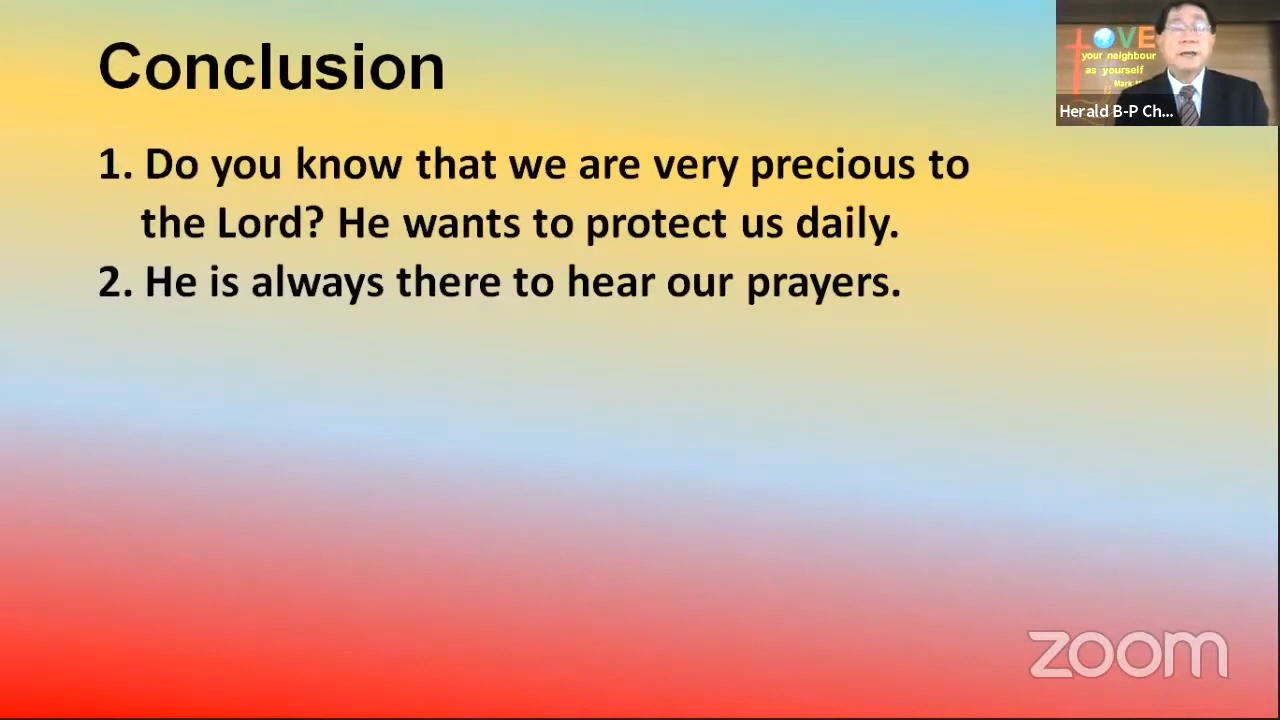 Conclusion
1. Do you know that we are very precious to
the Lord? He wants to protect us daily.
2. He is always there to hear our prayers.
LOVE
your neighbour
as yourself
Mark
Herald B-P Ch...
zoom